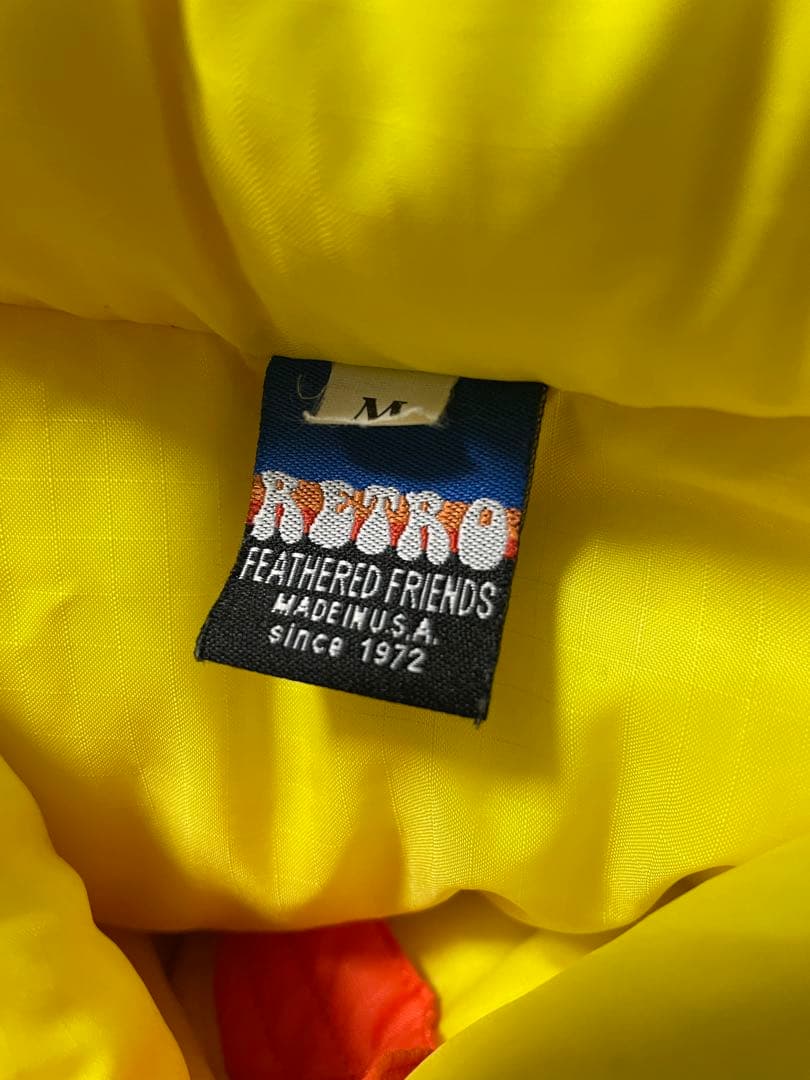 M
RETRO
FEATHERED FRIENDS
MADE IN U.S.A.
since 1972